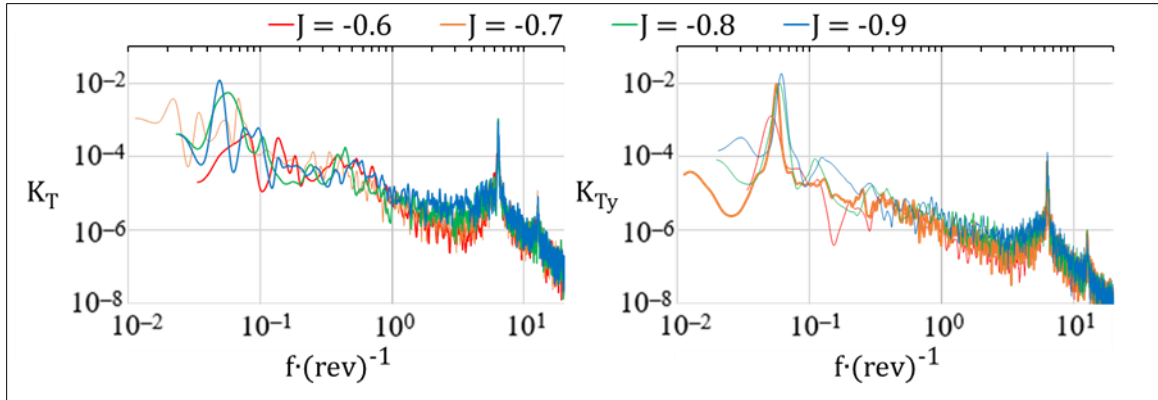 J = -0.6 J = -0.7 J = -0.8 J = -0.9
10⁻²
10⁻⁴
K_T
10⁻⁶
10⁻⁸
10⁻² 10⁻¹ 10⁰ 10¹
f·(rev)⁻¹
10⁻²
10⁻⁴
K_Ty
10⁻⁶
10⁻⁸
10⁻² 10⁻¹ 10⁰ 10¹
f·(rev)⁻¹